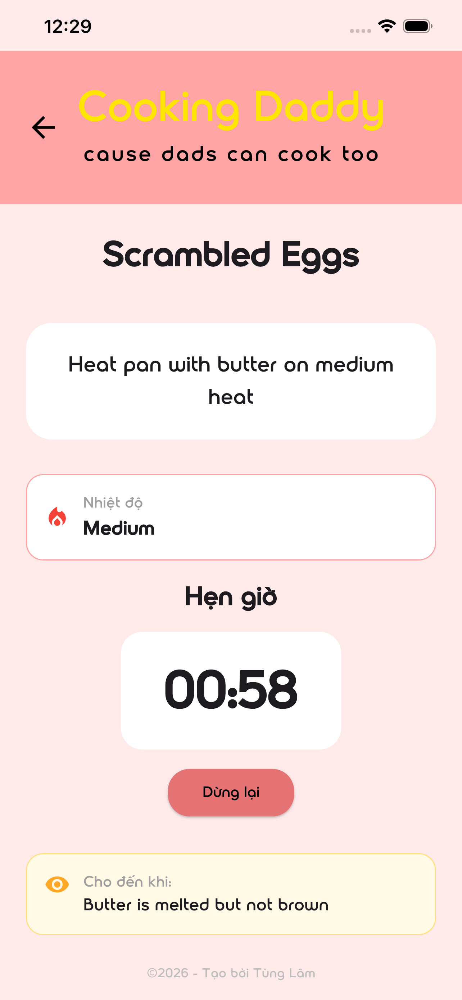 12:29
Cooking Daddy
cause dads can cook too
Scrambled Eggs
Heat pan with butter on medium
heat
Nhiệt độ
Medium
Hẹn giờ
00:58
Dừng lại
Cho đến khi:
Butter is melted but not brown
©2026 - Tạo bởi Tùng Lâm